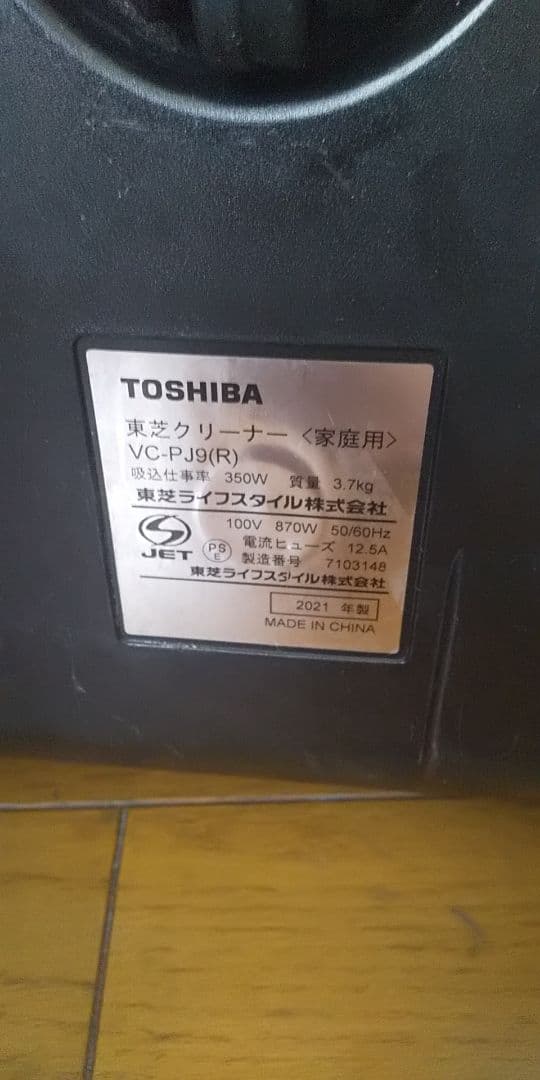 TOSHIBA
東芝クリーナー〈家庭用〉
VC-PJ9(R)
吸込仕事率 350W 質量 3.7kg
東芝ライフスタイル株式会社
100V 870W 50/60Hz
電流ヒューズ 12.5A
JET PS E 製造番号 7103148
東芝ライフスタイル株式会社
2021 年製
MADE IN CHINA